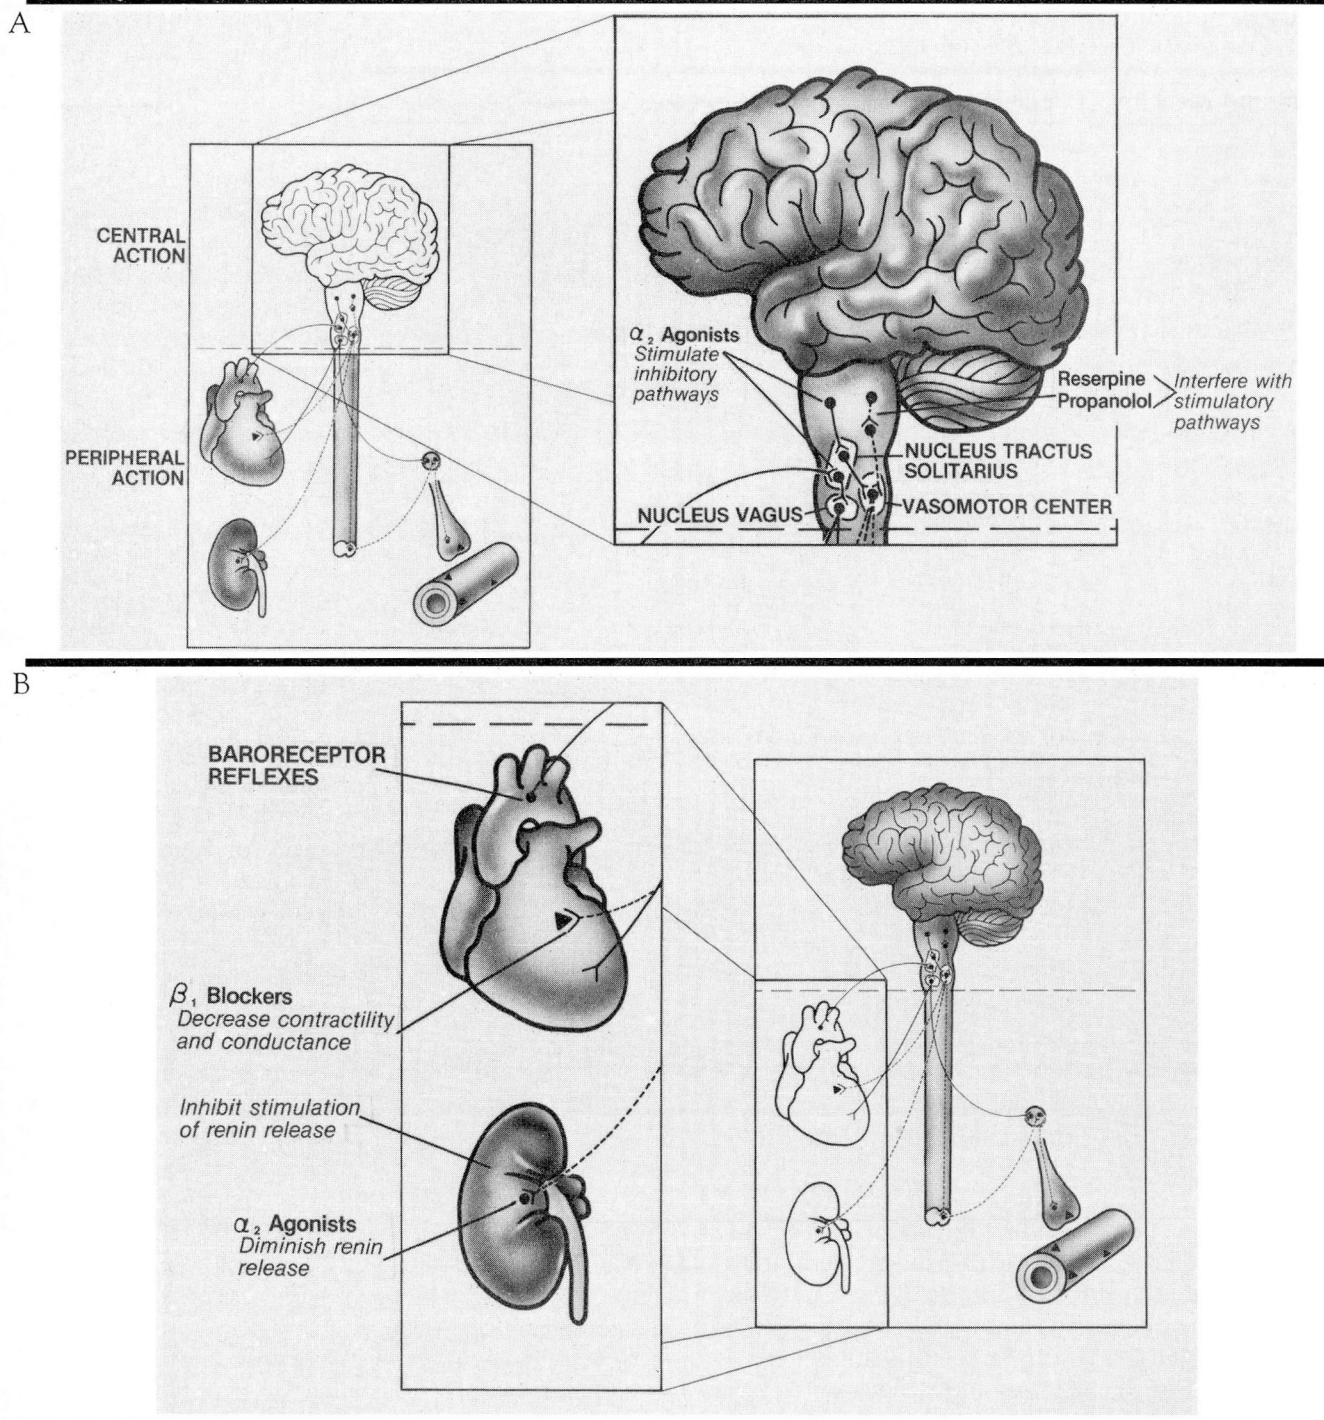 A
CENTRAL
ACTION
PERIPHERAL
ACTION
α₂ Agonists
Stimulate
inhibitory
pathways
Reserpine
Propanolol
Interfere with
stimulatory
pathways
NUCLEUS TRACTUS
SOLITARIUS
NUCLEUS VAGUS
VASOMOTOR CENTER
B
BARORECEPTOR
REFLEXES
β₁ Blockers
Decrease contractility
and conductance
Inhibit stimulation
of renin release
α₂ Agonists
Diminish renin
release